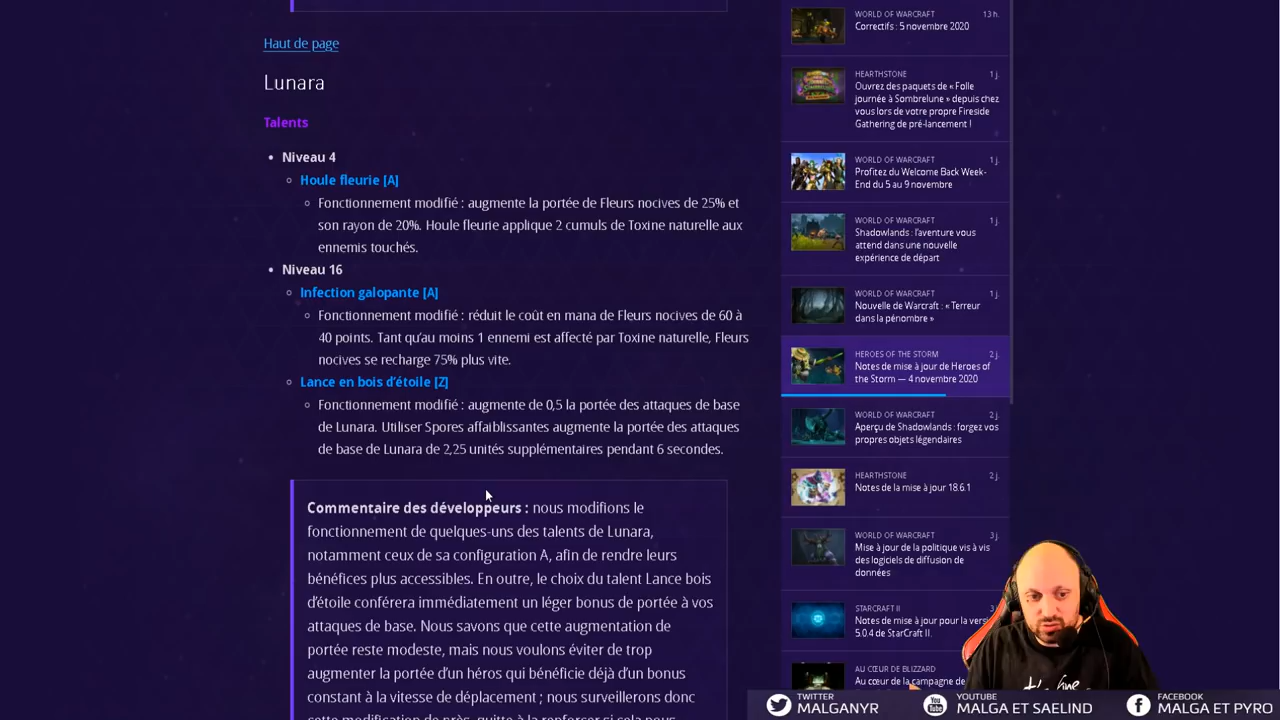 Haut de page
Lunara
Talents
Niveau 4
Houle fleurie [A]
Fonctionnement modifié : augmente la portée de Fleurs nocives de 25% et
son rayon de 20%. Houle fleurie applique 2 cumuls de Toxine naturelle aux
ennemis touchés.
Niveau 16
Infection galopante [A]
Fonctionnement modifié : réduit le coût en mana de Fleurs nocives de 60 à
40 points. Tant qu'au moins 1 ennemi est affecté par Toxine naturelle, Fleurs
nocives se recharge 75% plus vite.
Lance en bois d'étoile [Z]
Fonctionnement modifié : augmente de 0,5 la portée des attaques de base
de Lunara. Utiliser Spores affaiblissantes augmente la portée des attaques
de base de Lunara de 2,25 unités supplémentaires pendant 6 secondes.
Commentaire des développeurs : nous modifions le
fonctionnement de quelques-uns des talents de Lunara,
notamment ceux de sa configuration A, afin de rendre leurs
bénéfices plus accessibles. En outre, le choix du talent Lance bois
d'étoile conférera immédiatement un léger bonus de portée à vos
attaques de base. Nous savons que cette augmentation de
portée reste modeste, mais nous voulons éviter de trop
augmenter la portée d'un héros qui bénéficie déjà d'un bonus
constant à la vitesse de déplacement ; nous surveillerons donc
cette modification de près, quitte à la renforcer si cela nous
WORLD OF WARCRAFT 13 h.
Correctifs : 5 novembre 2020
HEARTHSTONE 1 j.
Ouvrez des paquets de « Folle
journée à Sombrelune » depuis chez
vous lors de votre propre Fireside
Gathering de pré-lancement !
WORLD OF WARCRAFT 1 j.
Profitez du Welcome Back Week-
End du 5 au 9 novembre
WORLD OF WARCRAFT 1 j.
Shadowlands : l'aventure vous
attend dans une nouvelle
expérience de départ
WORLD OF WARCRAFT 1 j.
Nouvelle de Warcraft : « Terreur
dans la pénombre »
HEROES OF THE STORM 2 j.
Notes de mise à jour de Heroes of
the Storm — 4 novembre 2020
WORLD OF WARCRAFT 2 j.
Aperçu de Shadowlands : forgez vos
propres objets légendaires
HEARTHSTONE 2 j.
Notes de la mise à jour 18.6.1
WORLD OF WARCRAFT 3 j.
Mise à jour de la politique vis à vis
des logiciels de diffusion de
données
STARCRAFT II 3
Notes de mise à jour pour la versi
5.0.4 de StarCraft II.
AU CŒUR DE BLIZZARD
Au cœur de la campagne de
TWITTER
MALGANYR
YOUTUBE
MALGA ET SAELIND
FACEBOOK
MALGA ET PYRO